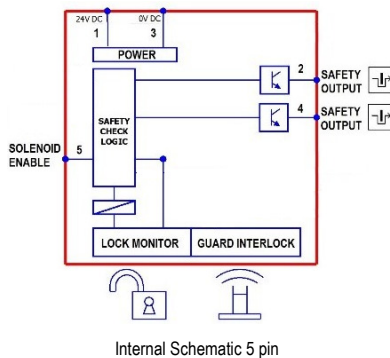 24V DC
0V DC
1
3
POWER
2
SAFETY
OUTPUT
SAFETY
CHECK
LOGIC
4
SAFETY
OUTPUT
SOLENOID
ENABLE
5
LOCK MONITOR
GUARD INTERLOCK
Internal Schematic 5 pin